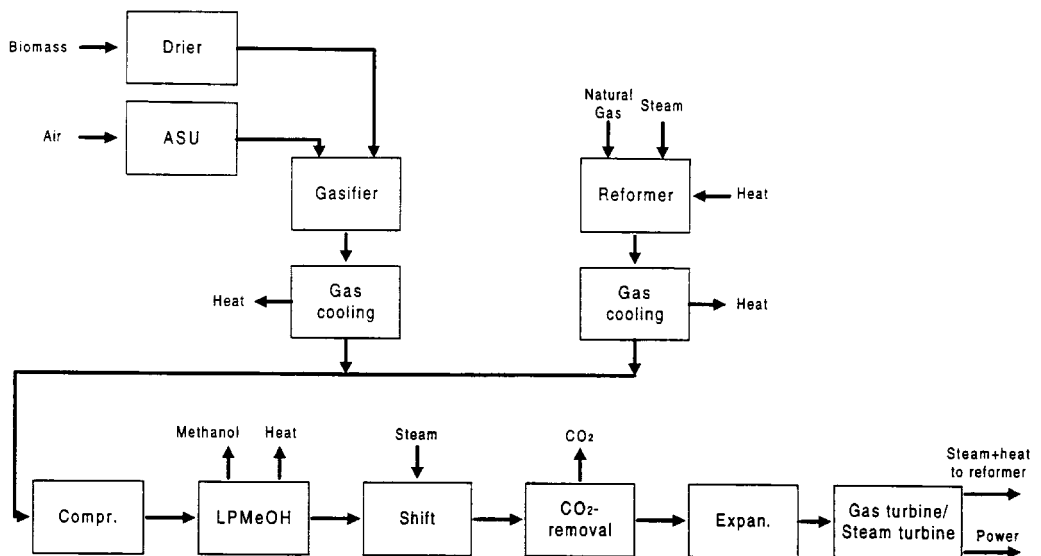 Biomass
Drier
Air
ASU
Natural
Gas
Steam
Gasifier
Reformer
Heat
Heat
Gas
cooling
Gas
cooling
Heat
Methanol
Heat
Steam
CO₂
Steam+heat
to reformer
Compr.
LPMeOH
Shift
CO₂-
removal
Expan.
Gas turbine/
Steam turbine
Power